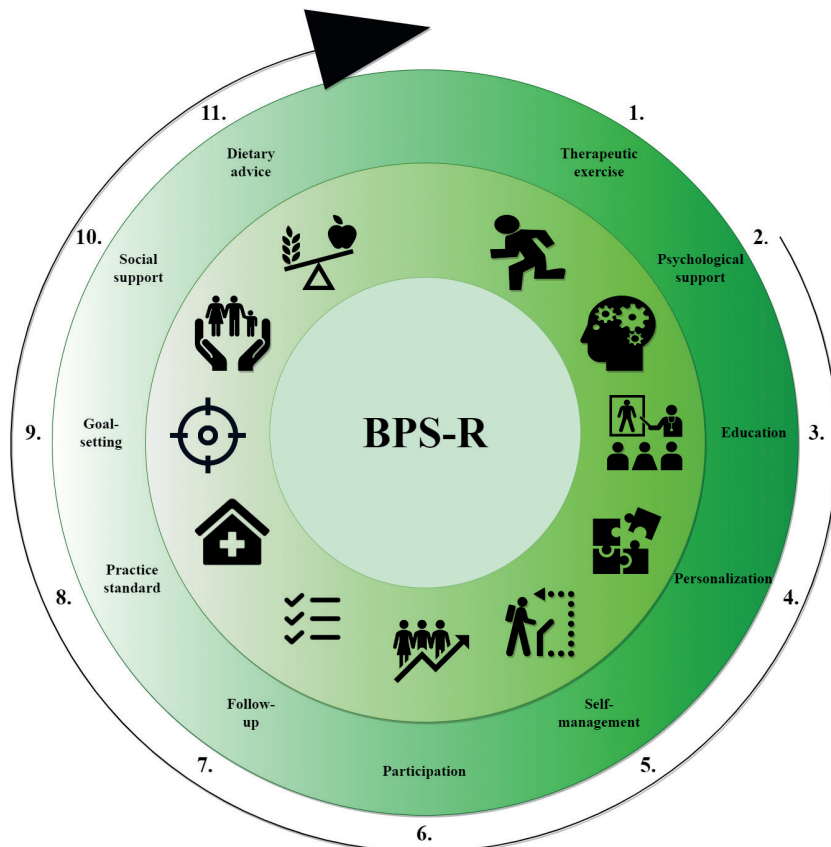 1.
Therapeutic
exercise
2.
Psychological
support
3.
Education
4.
Personalization
5.
Self-
management
6.
Participation
7.
Follow-
up
8.
Practice
standard
9.
Goal-
setting
10.
Social
support
11.
Dietary
advice
BPS-R